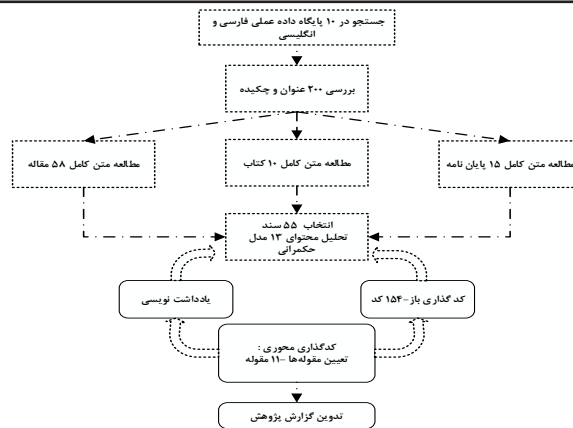 جستجو در ۱۰ پایگاه داده عملی فارسی و
انگلیسی
بررسی ۲۰۰ عنوان و چکیده
مطالعه متن کامل ۱۵ پایان نامه
مطالعه متن کامل ۱۰ کتاب
مطالعه متن کامل ۵۸ مقاله
انتخاب ۵۵ سند
تحلیل محتوای ۱۳ مدل
حکمرانی
کد گذاری باز-۱۵۴ کد
یادداشت نویسی
کدگذاری محوری :
تعیین مقوله‌ها -۱۱ مقوله
تدوین گزارش پژوهش